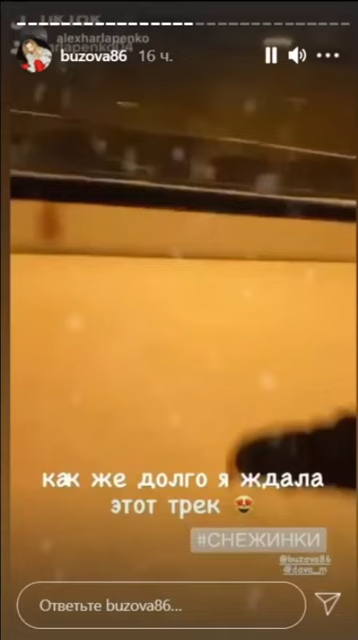 alexharlapenko
buzova86 16 ч.
как же долго я ждала
этот трек 😍
#СНЕЖИНКИ
@buzova86
@dava_m
Ответьте buzova86...